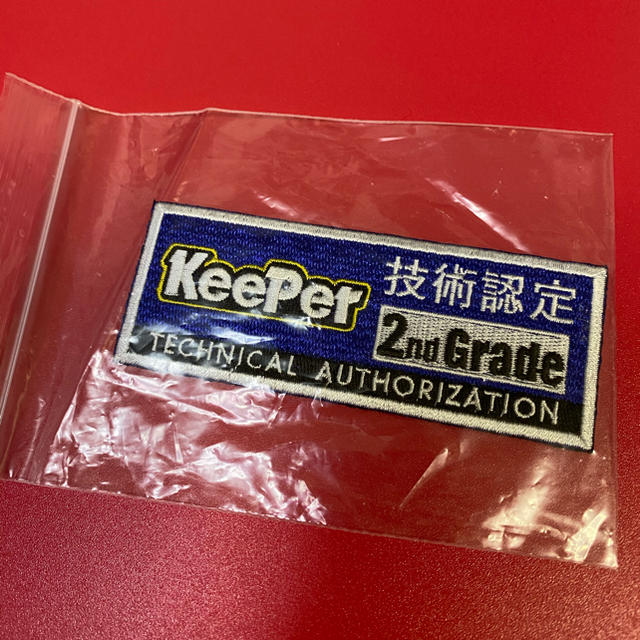 KeePer
技術認定
2nd Grade
TECHNICAL AUTHORIZATION